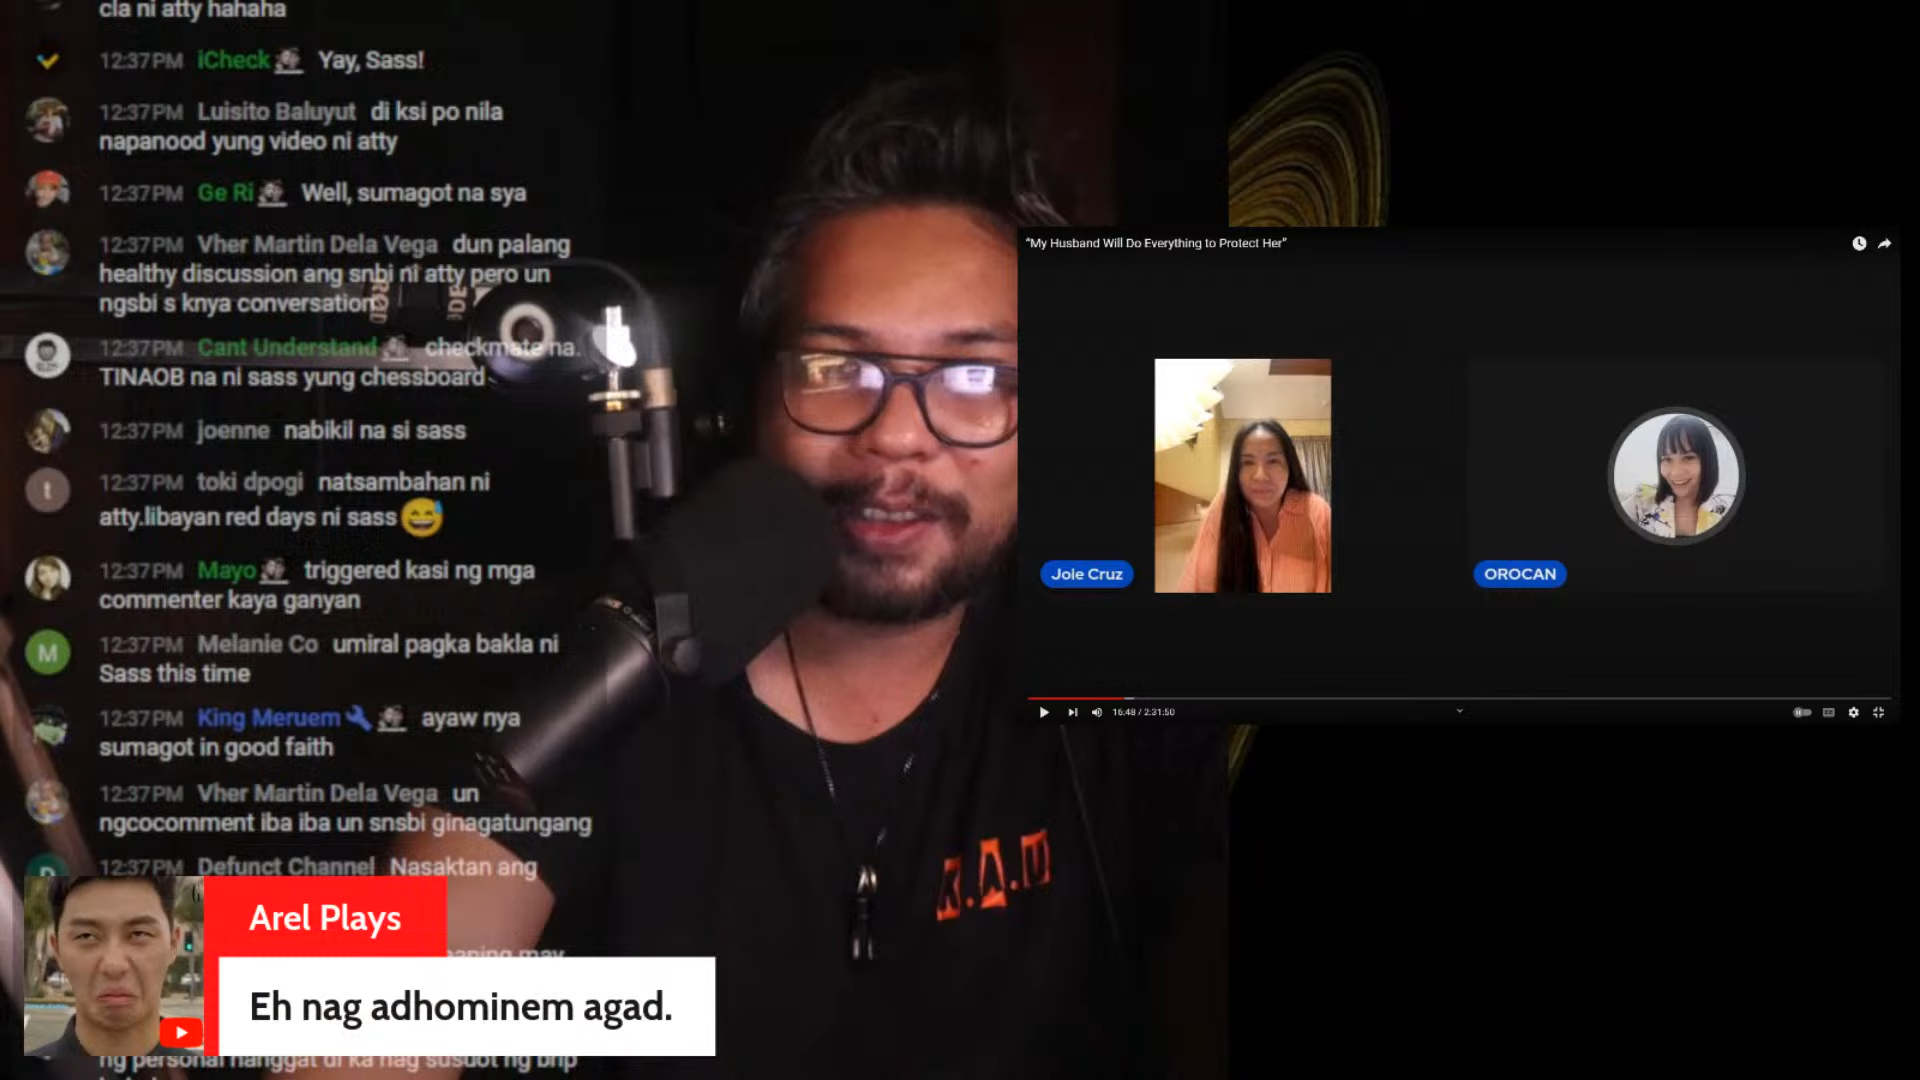 cla ni atty hahaha
12:37PM iCheck Yay, Sass!
12:37PM Luisito Baluyut di ksi po nila
napanood yung video ni atty
12:37PM Ge Ri Well, sumagot na sya
12:37PM Vher Martin Dela Vega dun palang
healthy discussion ang snbi ni atty pero un
ngsbi s knya conversation
12:37PM Cant Understand checkmate na.
TINAOB na ni sass yung chessboard
12:37PM joenne nabikil na si sass
t
12:37PM toki dpogi natsambahan ni
atty.libayan red days ni sass😅
12:37PM Mayo triggered kasi ng mga
commenter kaya ganyan
M
12:37PM Melanie Co umiral pagka bakla ni
Sass this time
12:37PM King Meruem ayaw nya
sumagot in good faith
12:37PM Vher Martin Dela Vega un
ngcocomment iba iba un snsbi ginagatungang
12:37PM Defunct Channel Nasaktan ang
Arel Plays
Eh nag adhominem agad.
ng personal hanggat di ka nag susuot ng
K.A.U
"My Husband Will Do Everything to Protect Her"
Joie Cruz
OROCAN
16:48 / 2:31:50